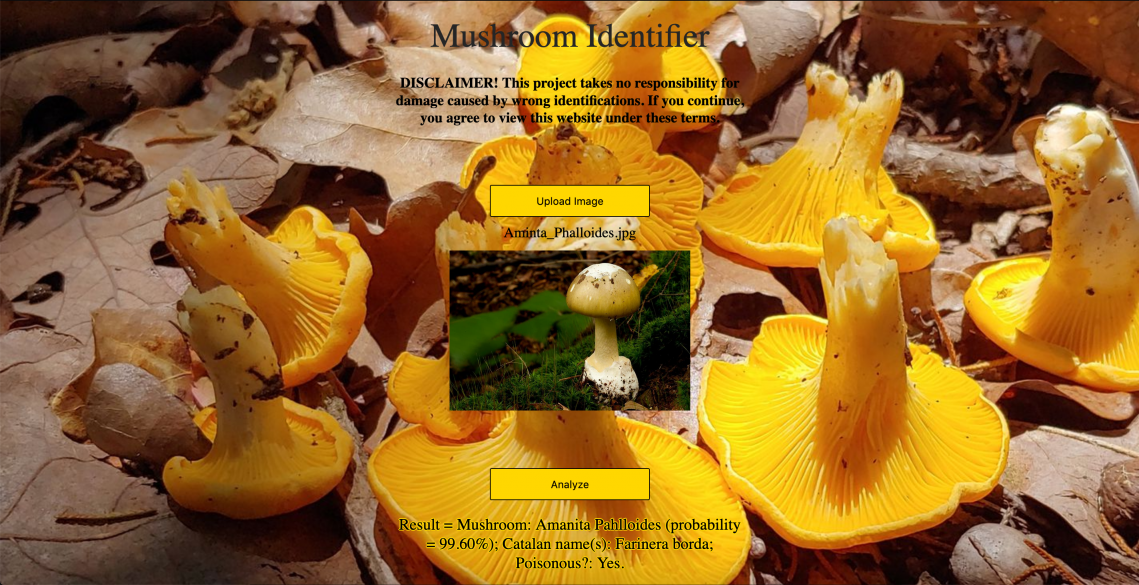 Mushroom Identifier
DISCLAIMER! This project takes no responsibility for
damage caused by wrong identifications. If you continue,
you agree to view this website under these terms.
Upload Image
Aminta_Phalloides.jpg
Analyze
Result = Mushroom: Amanita Pahlloides (probability
= 99.60%); Catalan name(s): Farinera borda;
Poisonous?: Yes.